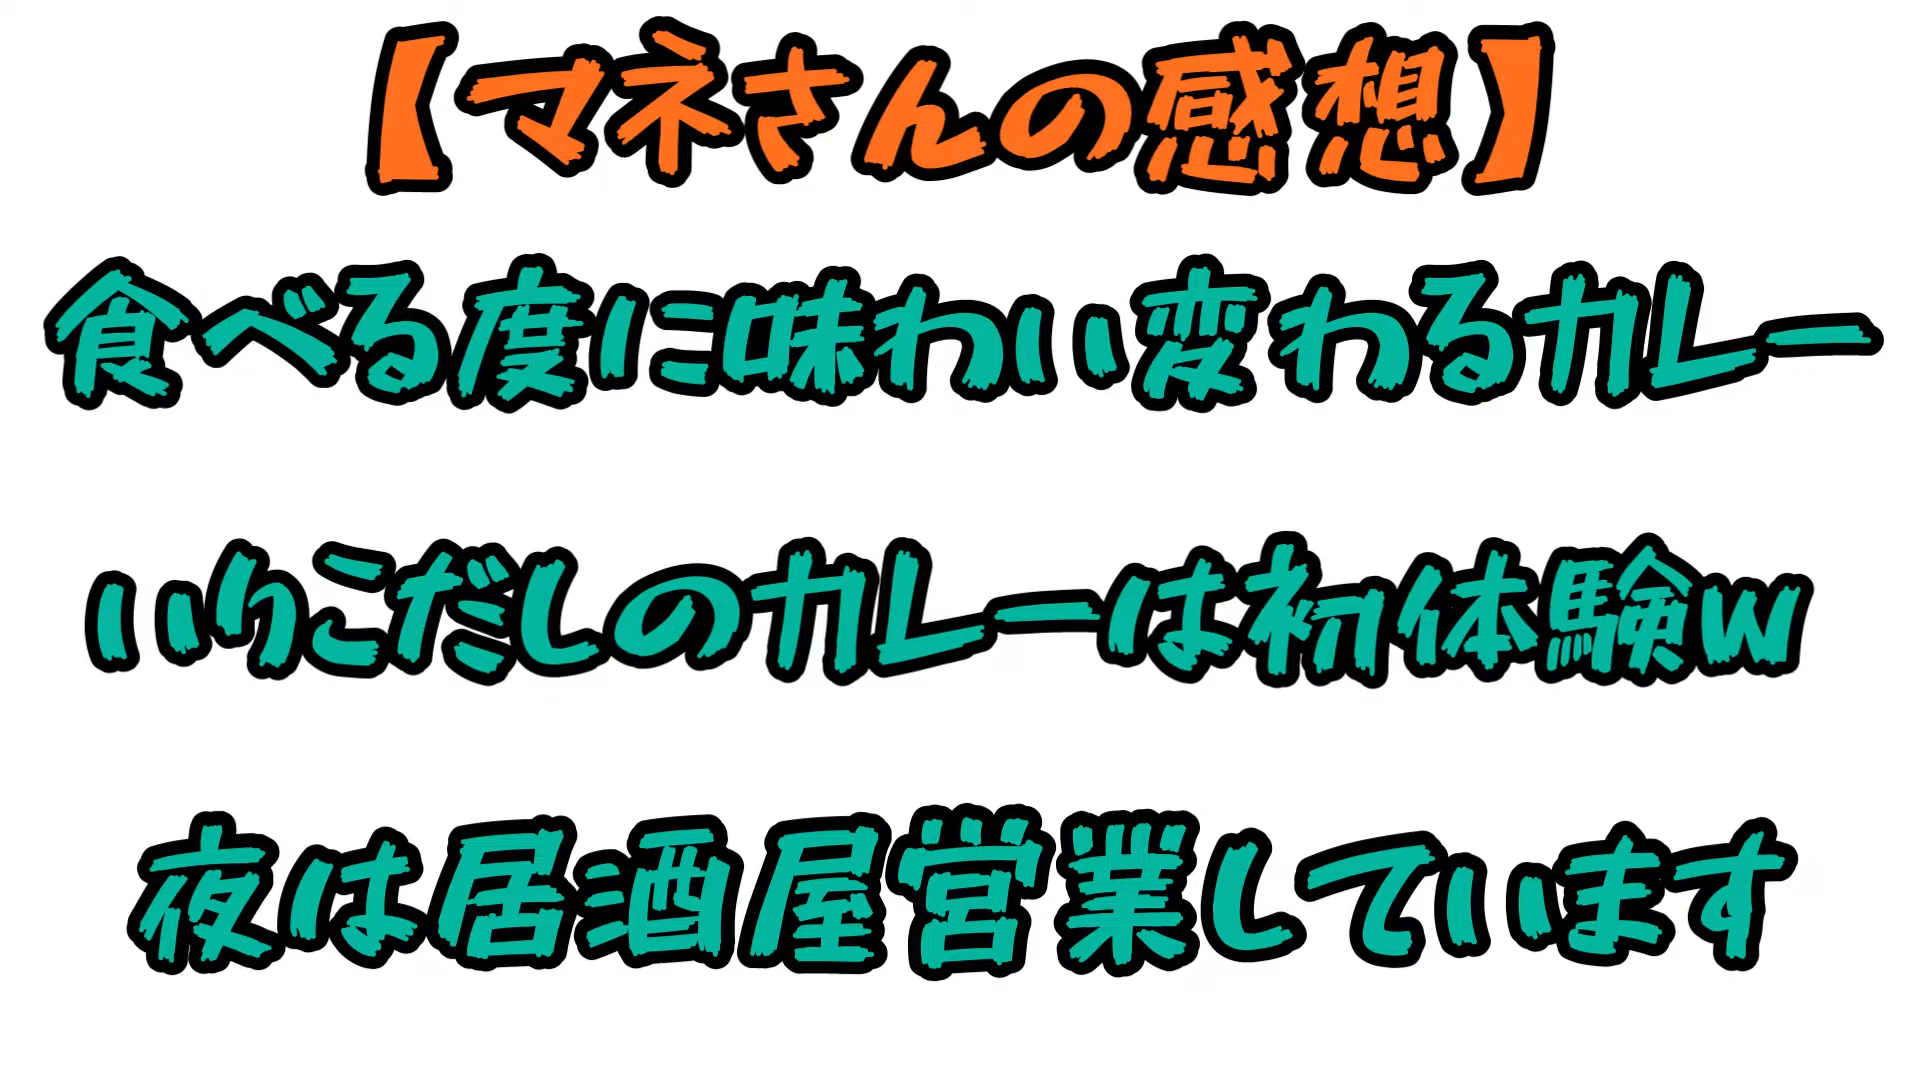 【マネさんの感想】
食べる度に味わい変わるカレー
いりこだしのカレーは初体験w
夜は居酒屋営業しています